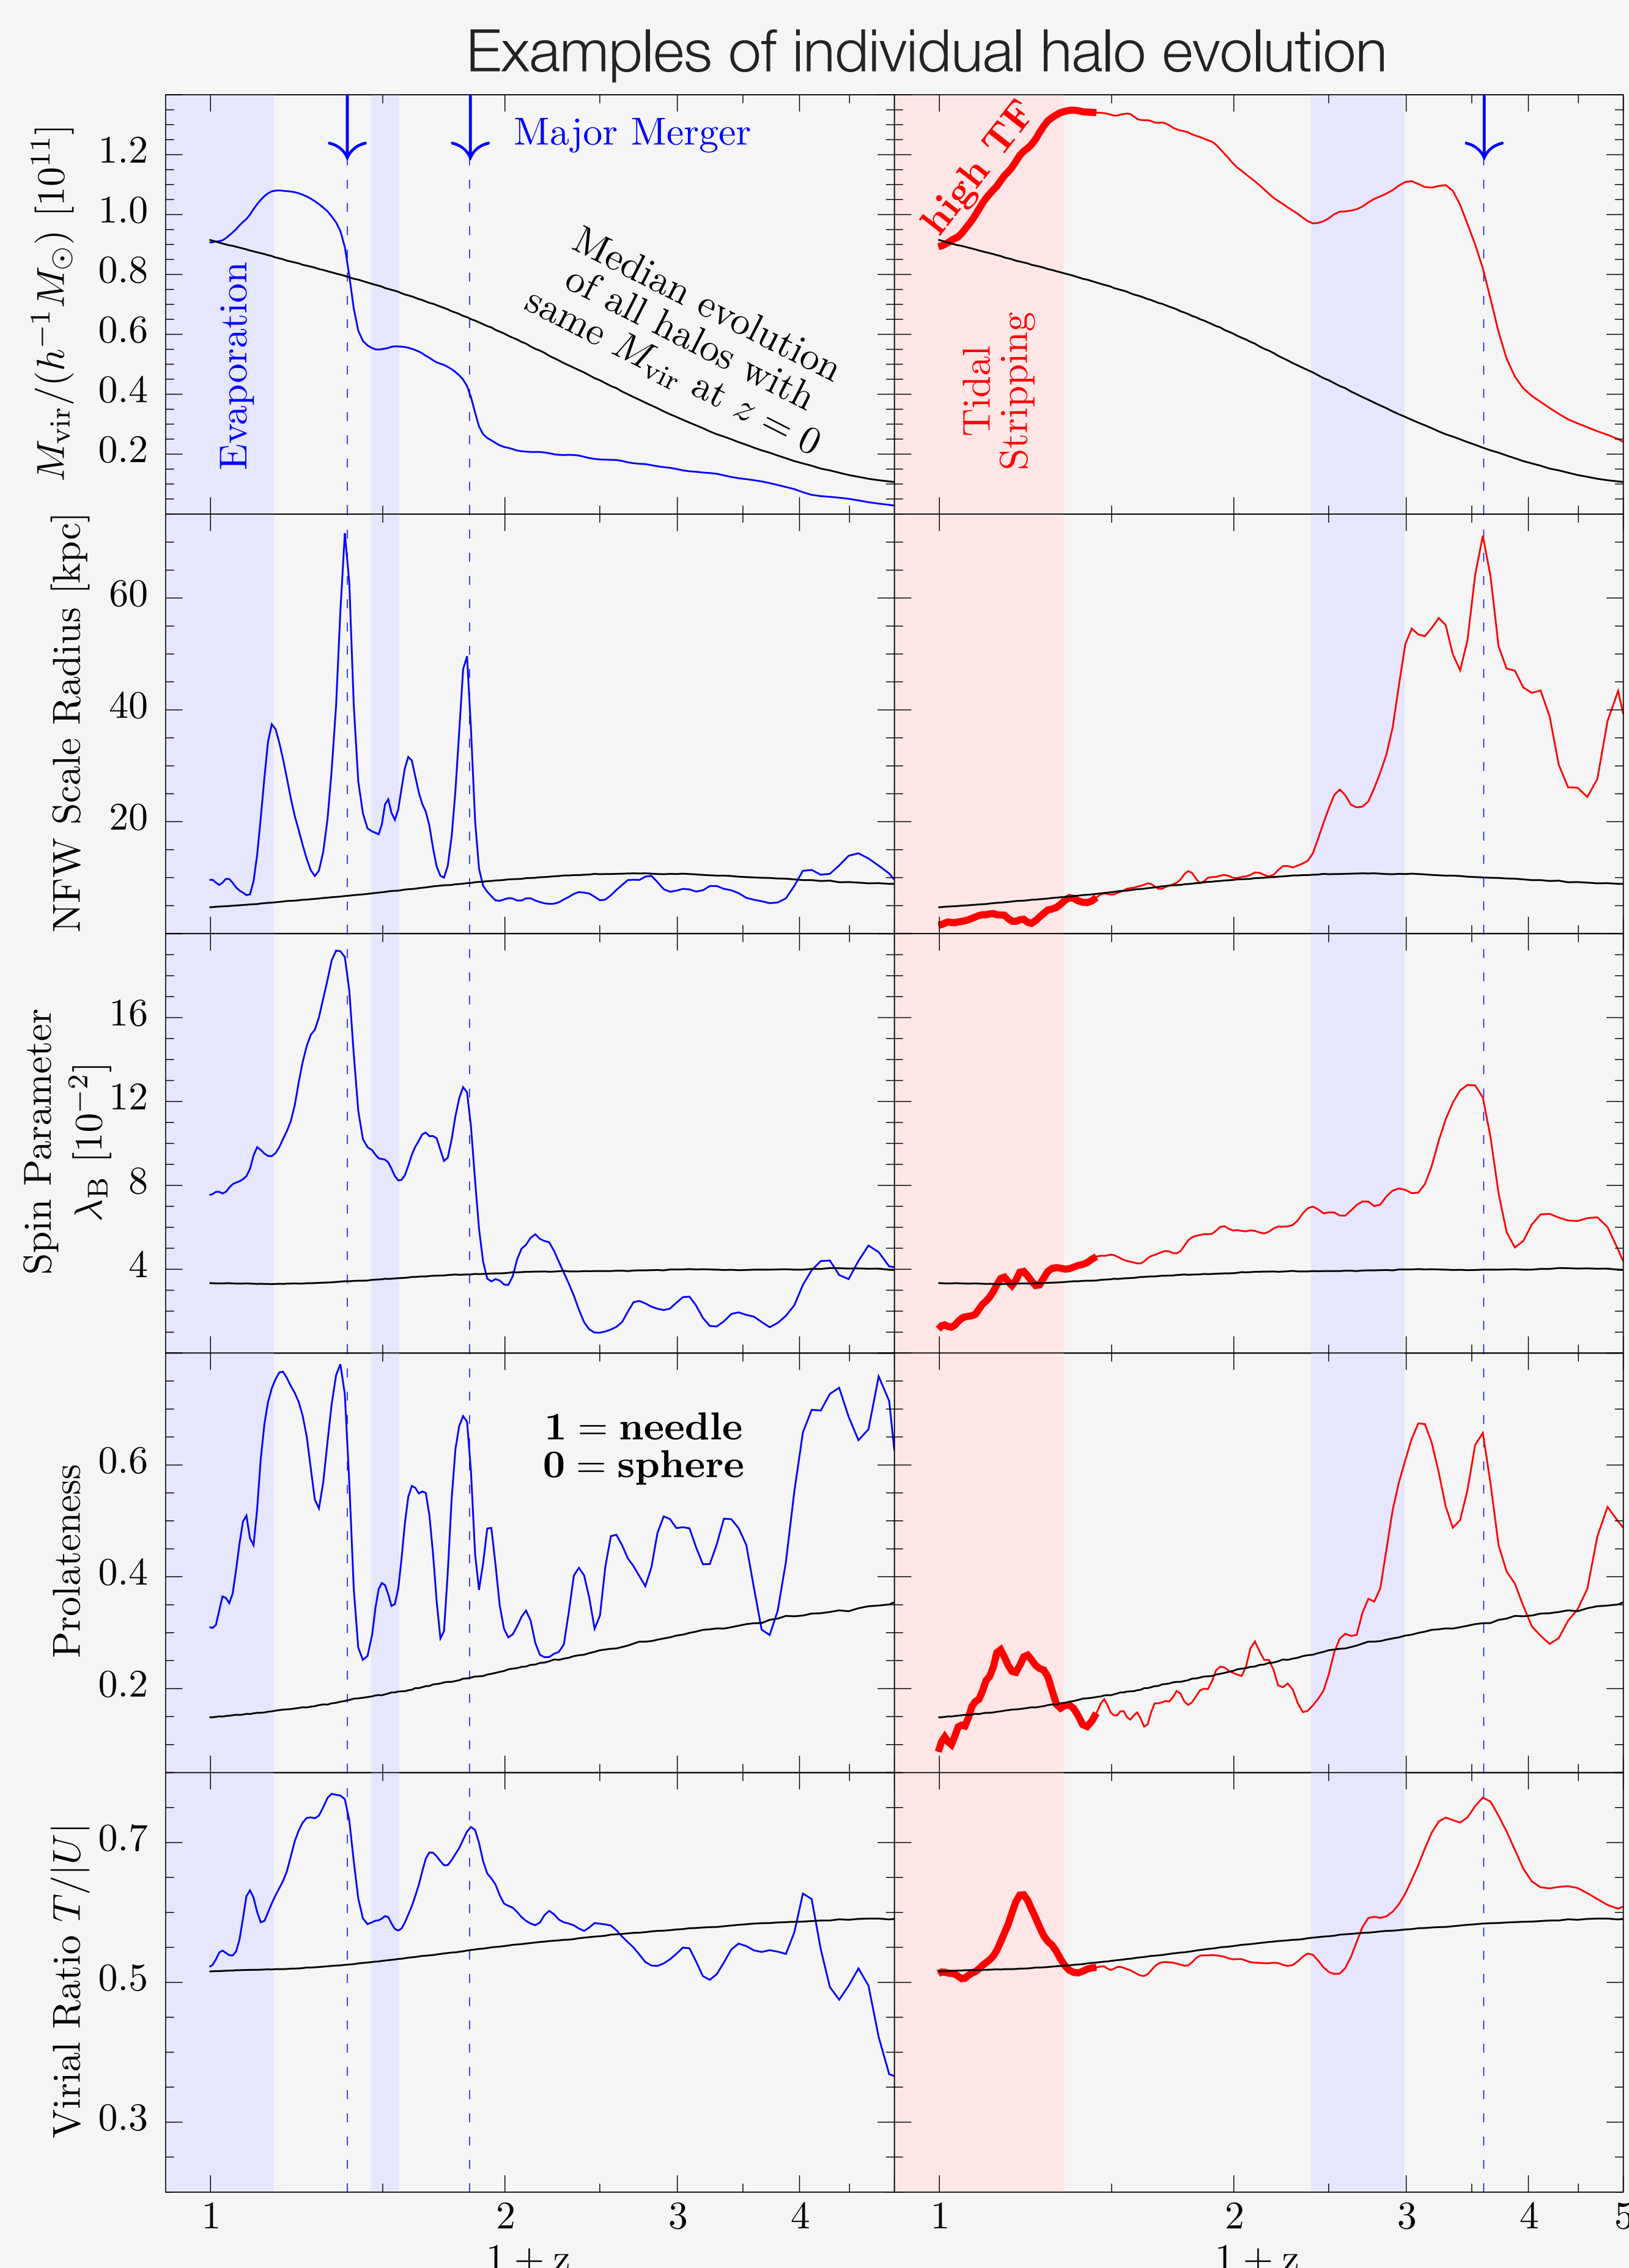 Examples of individual halo evolution
Major Merger
high TF
Median evolution
of all halos with
same M_vir at z = 0
Evaporation
Tidal
Stripping
M_vir/(h⁻¹M_⊙) [10¹¹]
1.2
1.0
0.8
0.6
0.4
0.2
NFW Scale Radius [kpc]
60
40
20
Spin Parameter
λ_B [10⁻²]
16
12
8
4
Prolateness
0.6
0.4
0.2
1 = needle
0 = sphere
Virial Ratio T/|U|
0.7
0.5
0.3
1 2 3 4 1 2 3 4 5
1 + z 1 + z